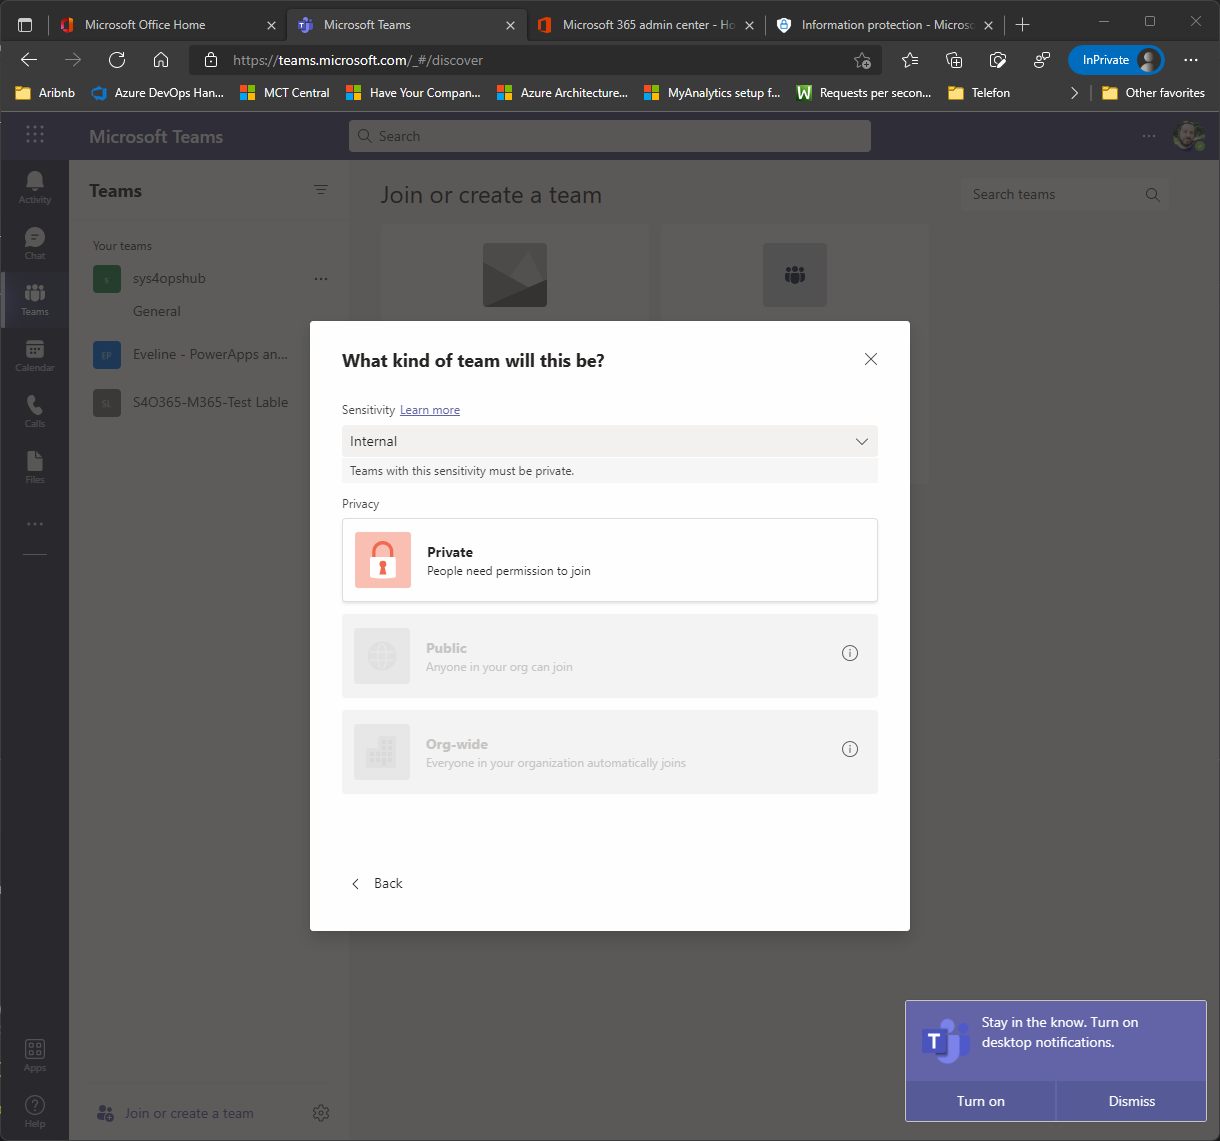 Microsoft Office Home
Microsoft Teams
Microsoft 365 admin center - Ho
Information protection - Microso
https://teams.microsoft.com/_#/discover
InPrivate
Aribnb
Azure DevOps Han...
MCT Central
Have Your Compan...
Azure Architecture...
MyAnalytics setup f...
Requests per secon...
Telefon
Other favorites
Microsoft Teams
Search
Activity
Chat
Teams
Calendar
Calls
Files
Apps
Help
Teams
Your teams
S
sys4opshub
General
EP
Eveline - PowerApps an...
SL
S4O365-M365-Test Lable
Join or create a team
Join or create a team
Search teams
What kind of team will this be?
Sensitivity Learn more
Internal
Teams with this sensitivity must be private.
Privacy
Private
People need permission to join
Public
Anyone in your org can join
Org-wide
Everyone in your organization automatically joins
Back
T
Stay in the know. Turn on
desktop notifications.
Turn on
Dismiss